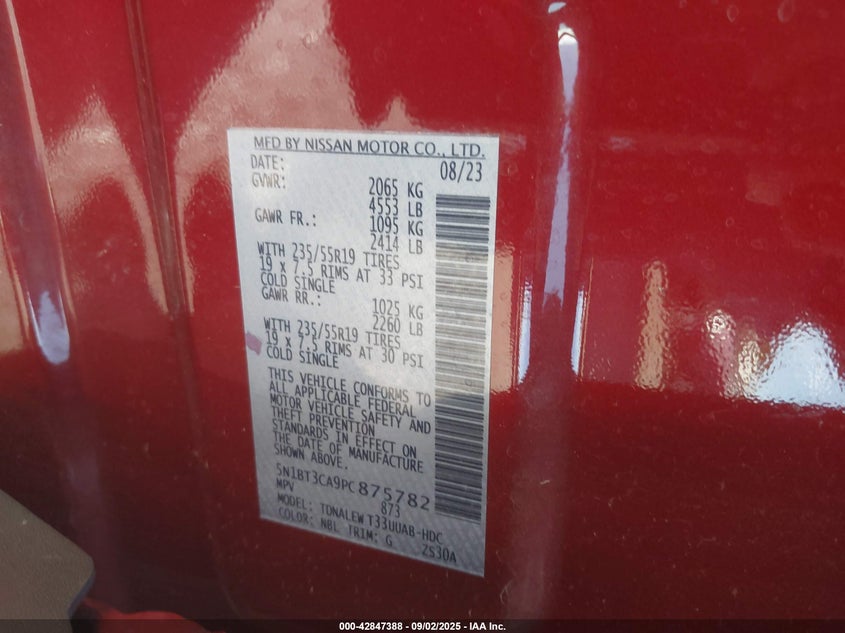 MFD BY NISSAN MOTOR CO., LTD.
DATE: 08/23
GVWR: 2065 KG
4553 LB
GAWR FR.: 1095 KG
2414 LB
WITH 235/55R19 TIRES
19 x 7.5 RIMS AT 33 PSI
COLD SINGLE
GAWR RR.: 1025 KG
2260 LB
WITH 235/55R19 TIRES
19 x 7.5 RIMS AT 30 PSI
COLD SINGLE
THIS VEHICLE CONFORMS TO
ALL APPLICABLE FEDERAL
MOTOR VEHICLE SAFETY AND
THEFT PREVENTION
STANDARDS IN EFFECT ON
THE DATE OF MANUFACTURE
SHOWN ABOVE.
5N1BT3CA9PC875782
MPV 873
MODEL: TDNALEW T33UUAB-HDC
COLOR: NBL TRIM: G ZS30A
000-42847388 - 09/02/2025 - IAA Inc.